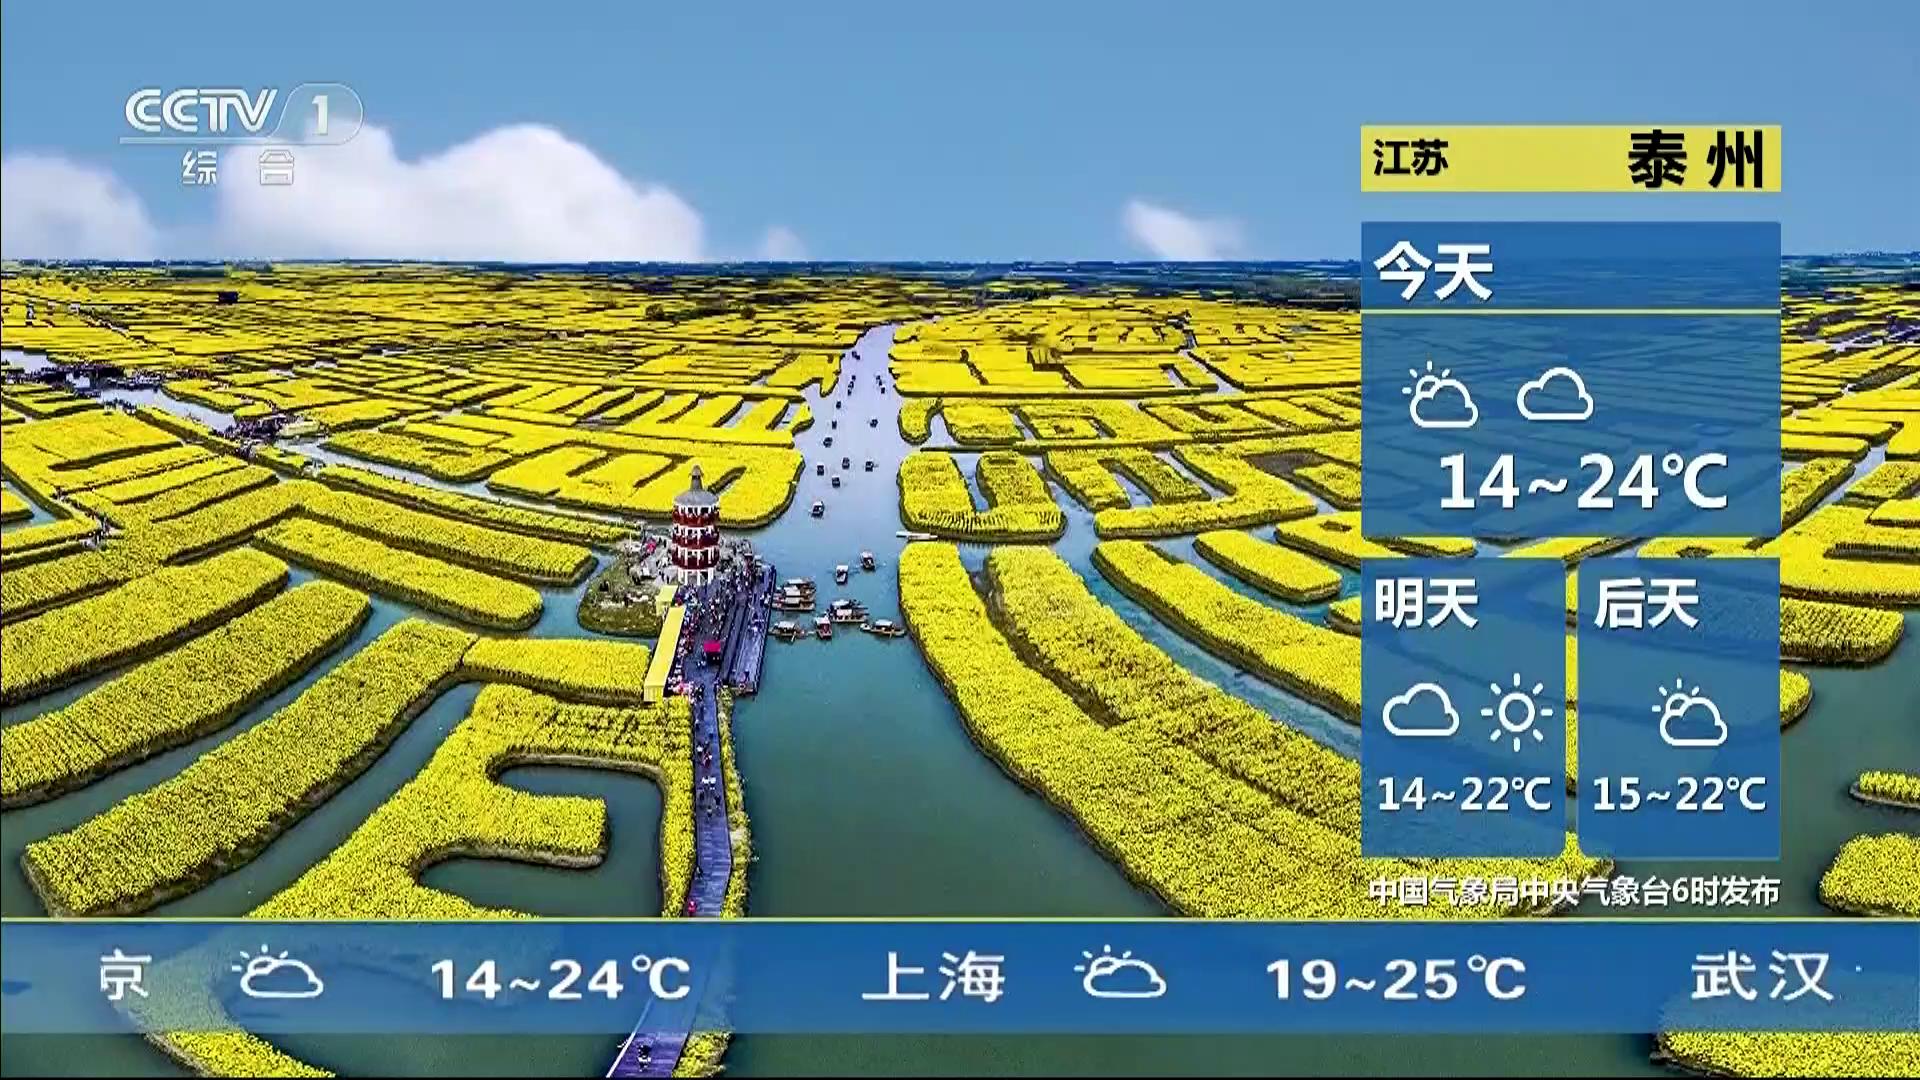 CCTV 1
综合
江苏 泰州
今天
14~24℃
明天 后天
14~22℃ 15~22℃
中国气象局中央气象台6时发布
京 14~24℃ 上海 19~25℃ 武汉